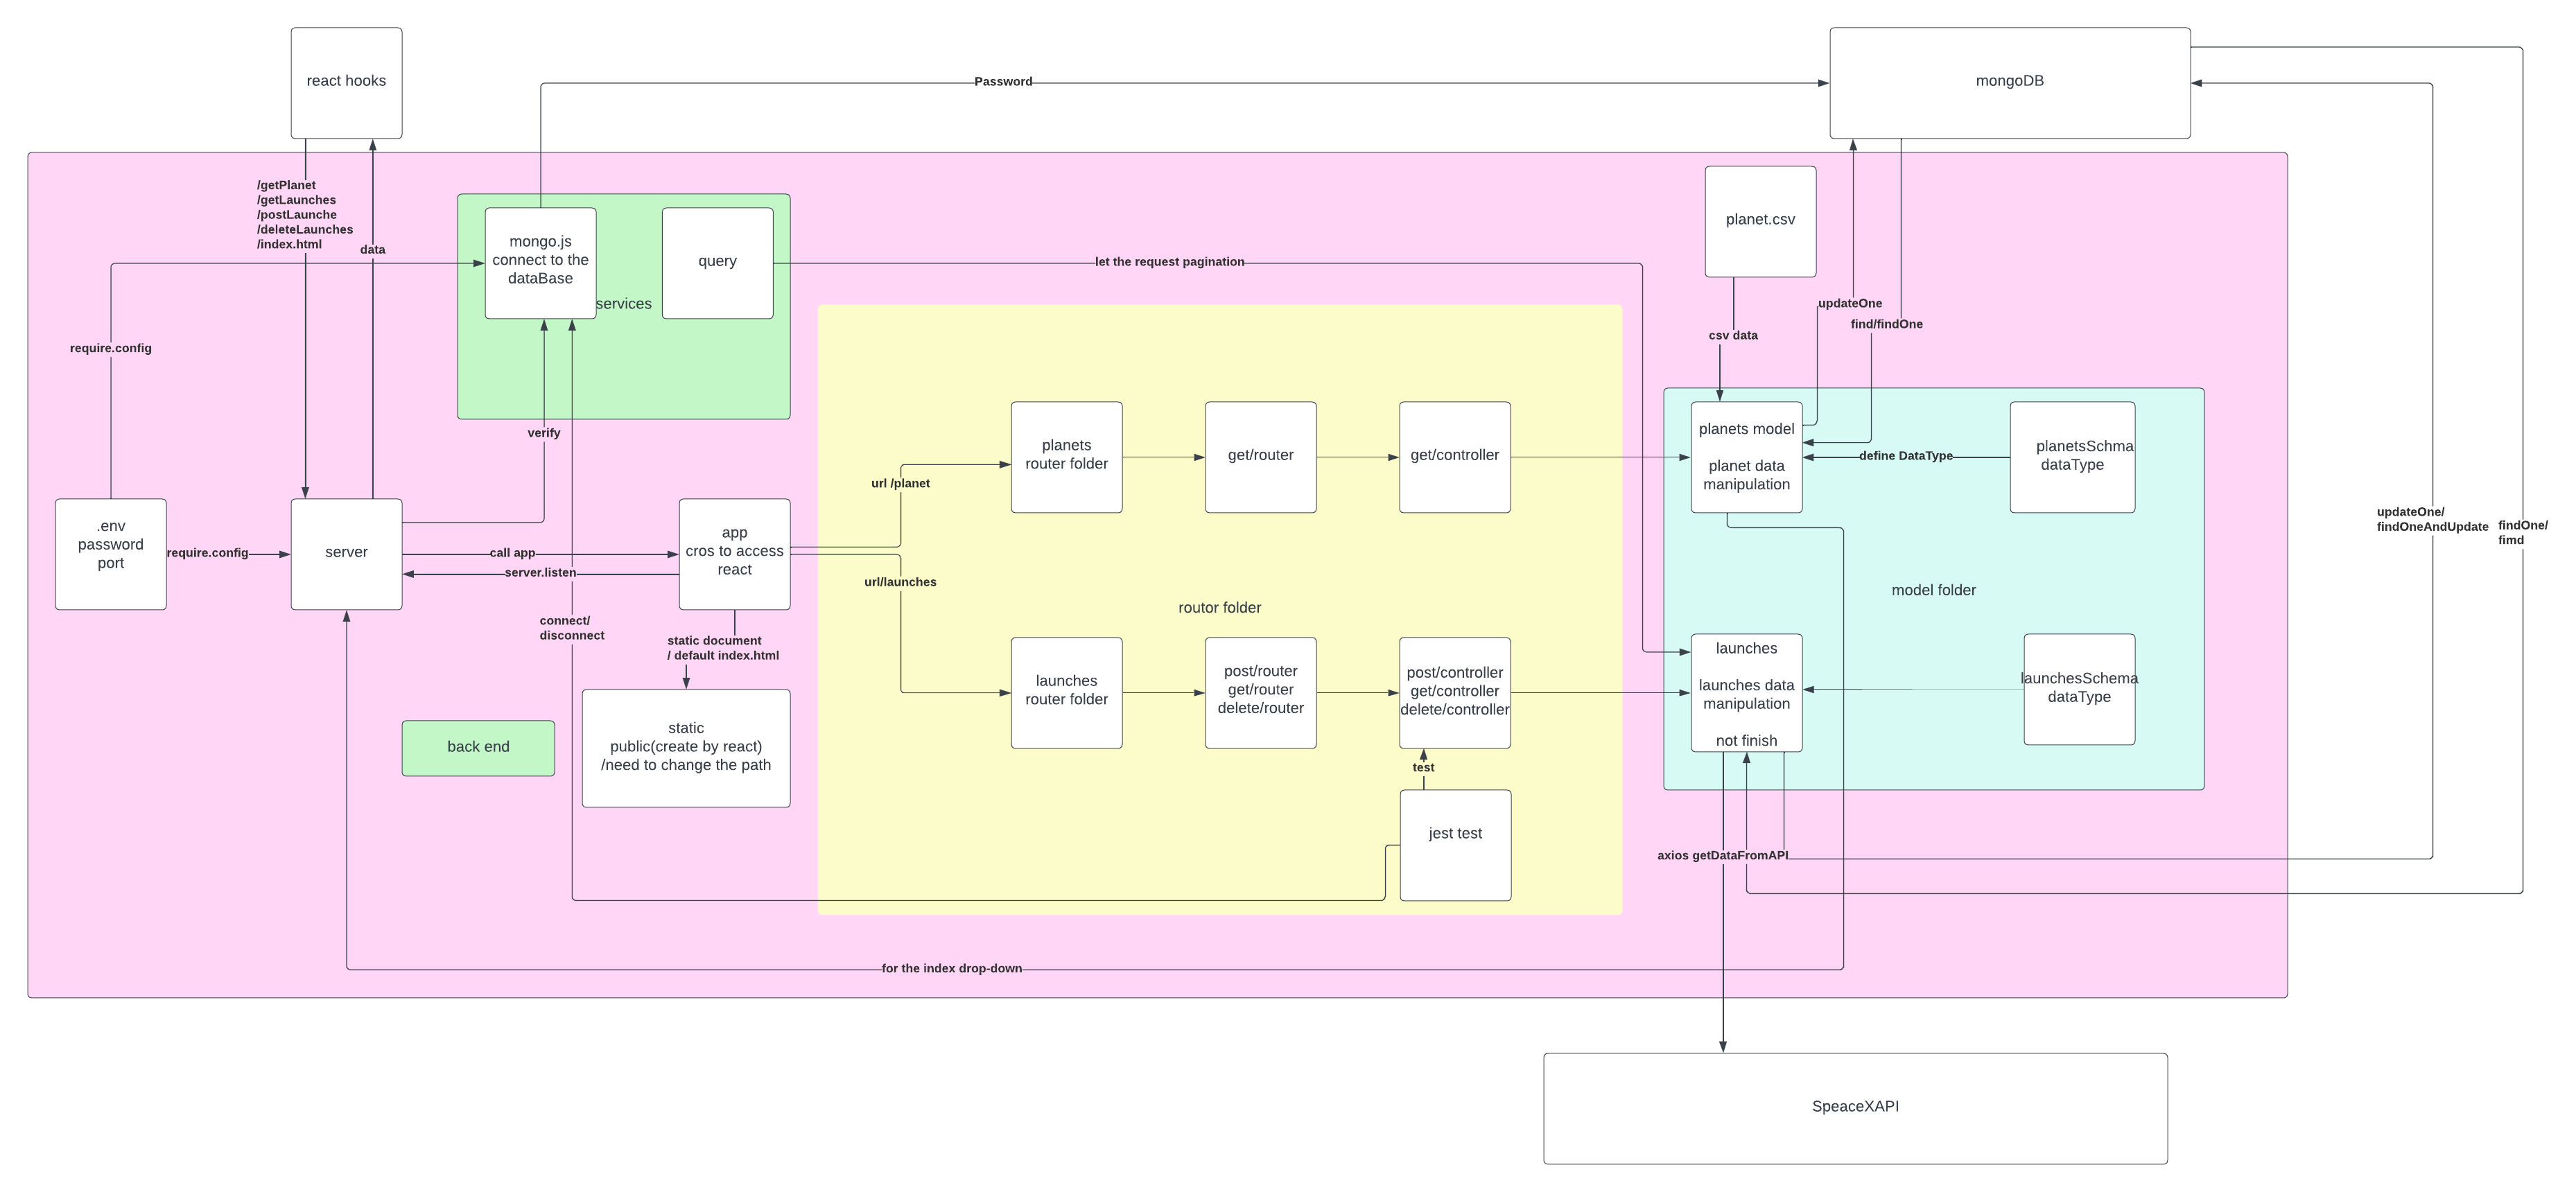 react hooks
Password
mongoDB
/getPlanet
/getLaunches
/postLaunche
/deleteLaunches
/index.html
data
mongo.js
connect to the
dataBase
services
query
let the request pagination
planet.csv
updateOne
find/findOne
csv data
require.config
verify
planets
router folder
get/router
get/controller
planets model
planet data
manipulation
define DataType
planetsSchma
dataType
url /planet
.env
password
port
require.config
server
call app
server.listen
app
cros to access
react
url/launches
updateOne/
findOneAndUpdate
findOne/
fimd
model folder
routor folder
connect/
disconnect
static document
/ default index.html
launches
router folder
post/router
get/router
delete/router
post/controller
get/controller
delete/controller
launches
launches data
manipulation
not finish
launchesSchema
dataType
back end
static
public(create by react)
/need to change the path
test
jest test
axios getDataFromAPI
for the index drop-down
SpeaceXAPI